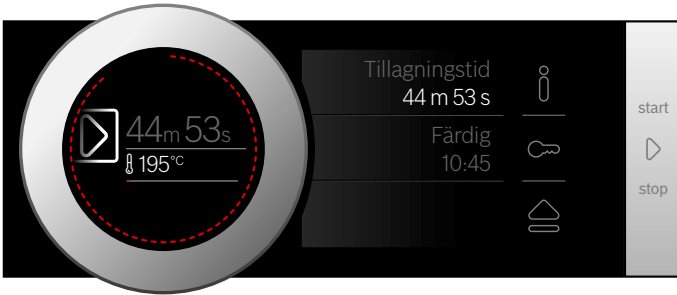 44m 53s
195°C
Tillagningstid
44 m 53 s
Färdig
10:45
start
stop